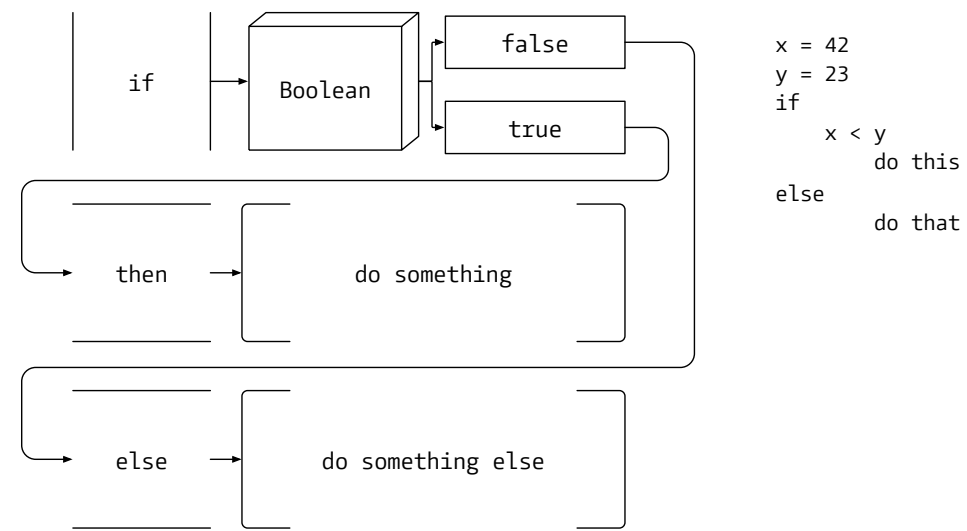 if
Boolean
false
true
then
do something
else
do something else
x = 42
y = 23
if
x < y
do this
else
do that